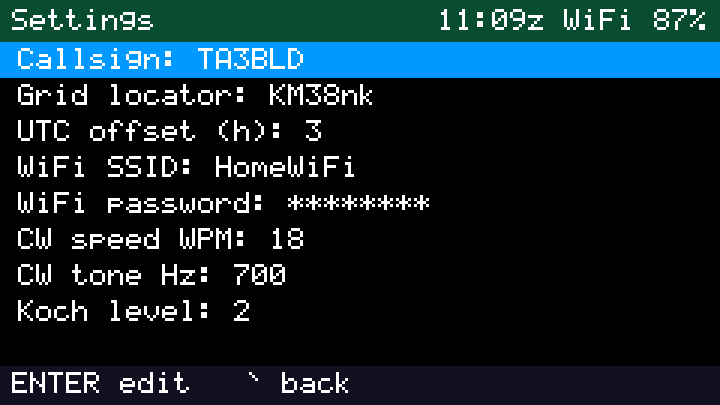 Settings 11:09z WiFi 87%
Callsign: TA3BLD
Grid locator: KM38nk
UTC offset (h): 3
WiFi SSID: HomeWiFi
WiFi password: ********
CW speed WPM: 18
CW tone Hz: 700
Koch level: 2
ENTER edit ` back